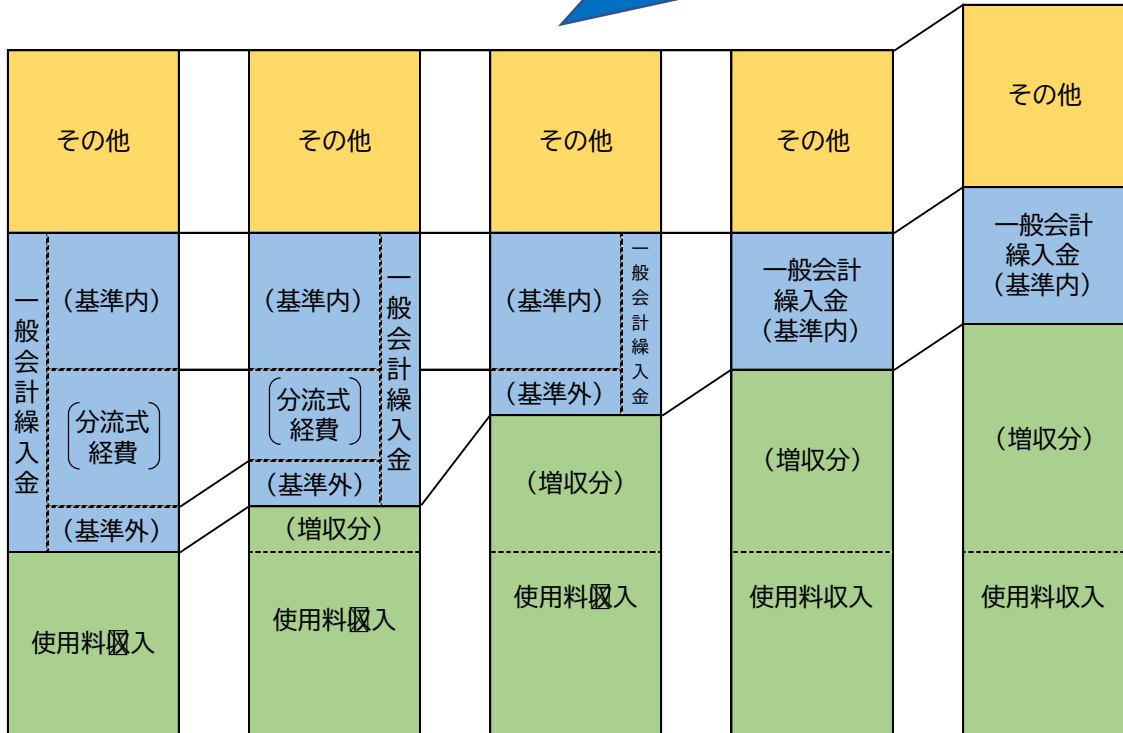 その他
一般会計繰入金
（基準内）
分流式
経費
（基準外）
使用料収入
その他
（基準内）
一般会計繰入金
分流式
経費
（基準外）
（増収分）
使用料収入
その他
（基準内）
一般会計繰入金
（基準外）
（増収分）
使用料収入
その他
一般会計
繰入金
（基準内）
（増収分）
使用料収入
その他
一般会計
繰入金
（基準内）
（増収分）
使用料収入